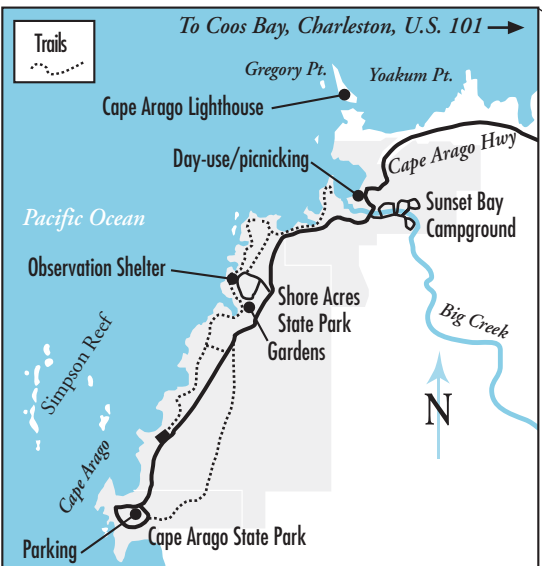 To Coos Bay, Charleston, U.S. 101
Trails
Gregory Pt.
Yoakum Pt.
Cape Arago Lighthouse
Day-use/picnicking
Cape Arago Hwy
Sunset Bay
Campground
Pacific Ocean
Observation Shelter
Shore Acres
State Park
Gardens
Big Creek
Simpson Reef
N
Cape Arago
Cape Arago State Park
Parking